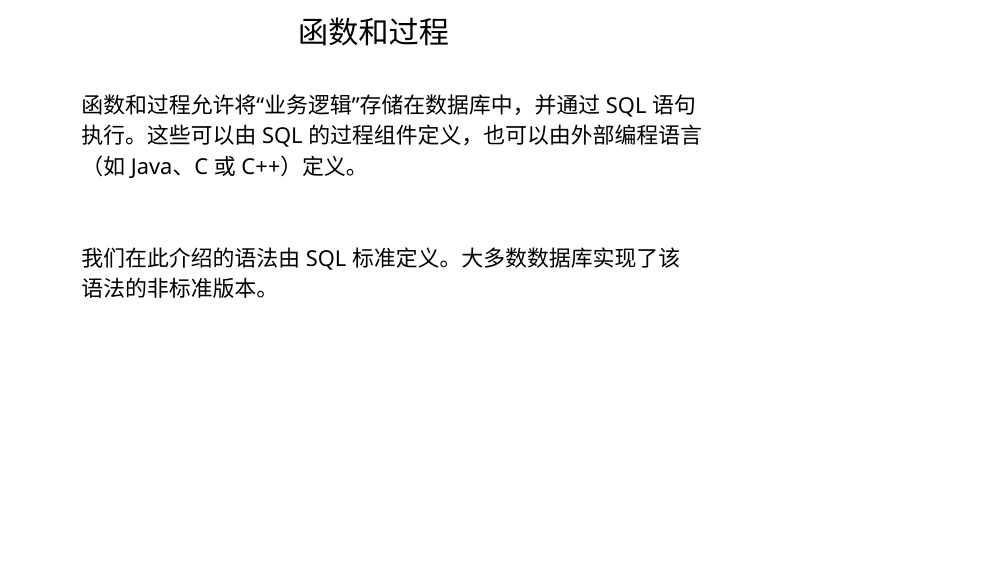 函数和过程
函数和过程允许将“业务逻辑”存储在数据库中，并通过 SQL 语句
执行。这些可以由 SQL 的过程组件定义，也可以由外部编程语言
（如 Java、C 或 C++）定义。
我们在此介绍的语法由 SQL 标准定义。大多数数据库实现了该
语法的非标准版本。